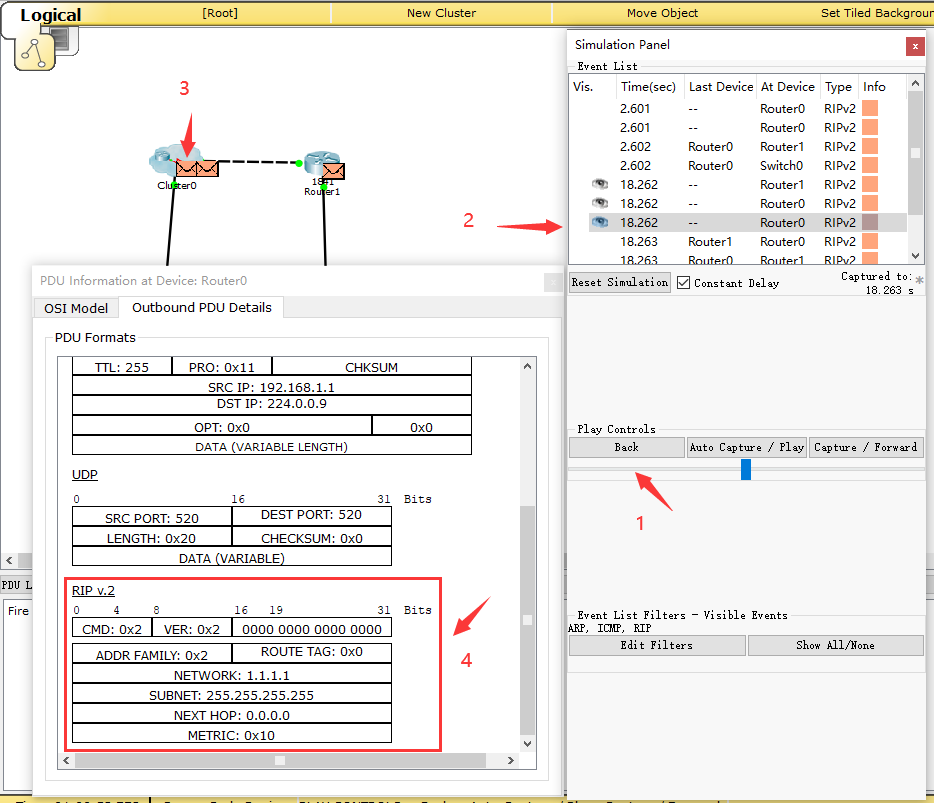 Logical
[Root]
New Cluster
Move Object
Set Tiled Backgroun
3
Cluster0
1841
Router1
Simulation Panel
x
Event List
Vis. Time(sec) Last Device At Device Type Info
2.601 -- Router0 RIPv2
2.601 -- Router0 RIPv2
2.602 Router0 Router1 RIPv2
2.602 Router0 Switch0 RIPv2
18.262 -- Router1 RIPv2
18.262 -- Router0 RIPv2
18.262 -- Router0 RIPv2
18.263 Router1 Router0 RIPv2
18.263 Router0 Router1 RIPv2
2
Reset Simulation
Constant Delay
Captured to: *
18.263 s
Play Controls
Back
Auto Capture / Play
Capture / Forward
1
Event List Filters - Visible Events
ARP, ICMP, RIP
Edit Filters
Show All/None
PDU Information at Device: Router0
OSI Model
Outbound PDU Details
PDU Formats
TTL: 255 PRO: 0x11 CHKSUM
SRC IP: 192.168.1.1
DST IP: 224.0.0.9
OPT: 0x0 0x0
DATA (VARIABLE LENGTH)
UDP
0 16 31 Bits
SRC PORT: 520 DEST PORT: 520
LENGTH: 0x20 CHECKSUM: 0x0
DATA (VARIABLE)
RIP v.2
0 4 8 16 19 31 Bits
CMD: 0x2 VER: 0x2 0000 0000 0000 0000
ADDR FAMILY: 0x2 ROUTE TAG: 0x0
NETWORK: 1.1.1.1
SUBNET: 255.255.255.255
NEXT HOP: 0.0.0.0
METRIC: 0x10
4
PDU L
Fire